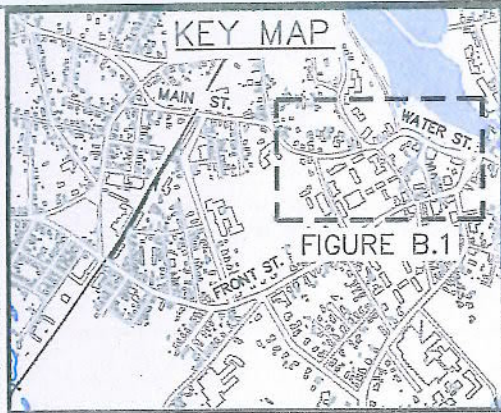 KEY MAP
MAIN ST.
WATER ST.
FIGURE B.1
FRONT ST.